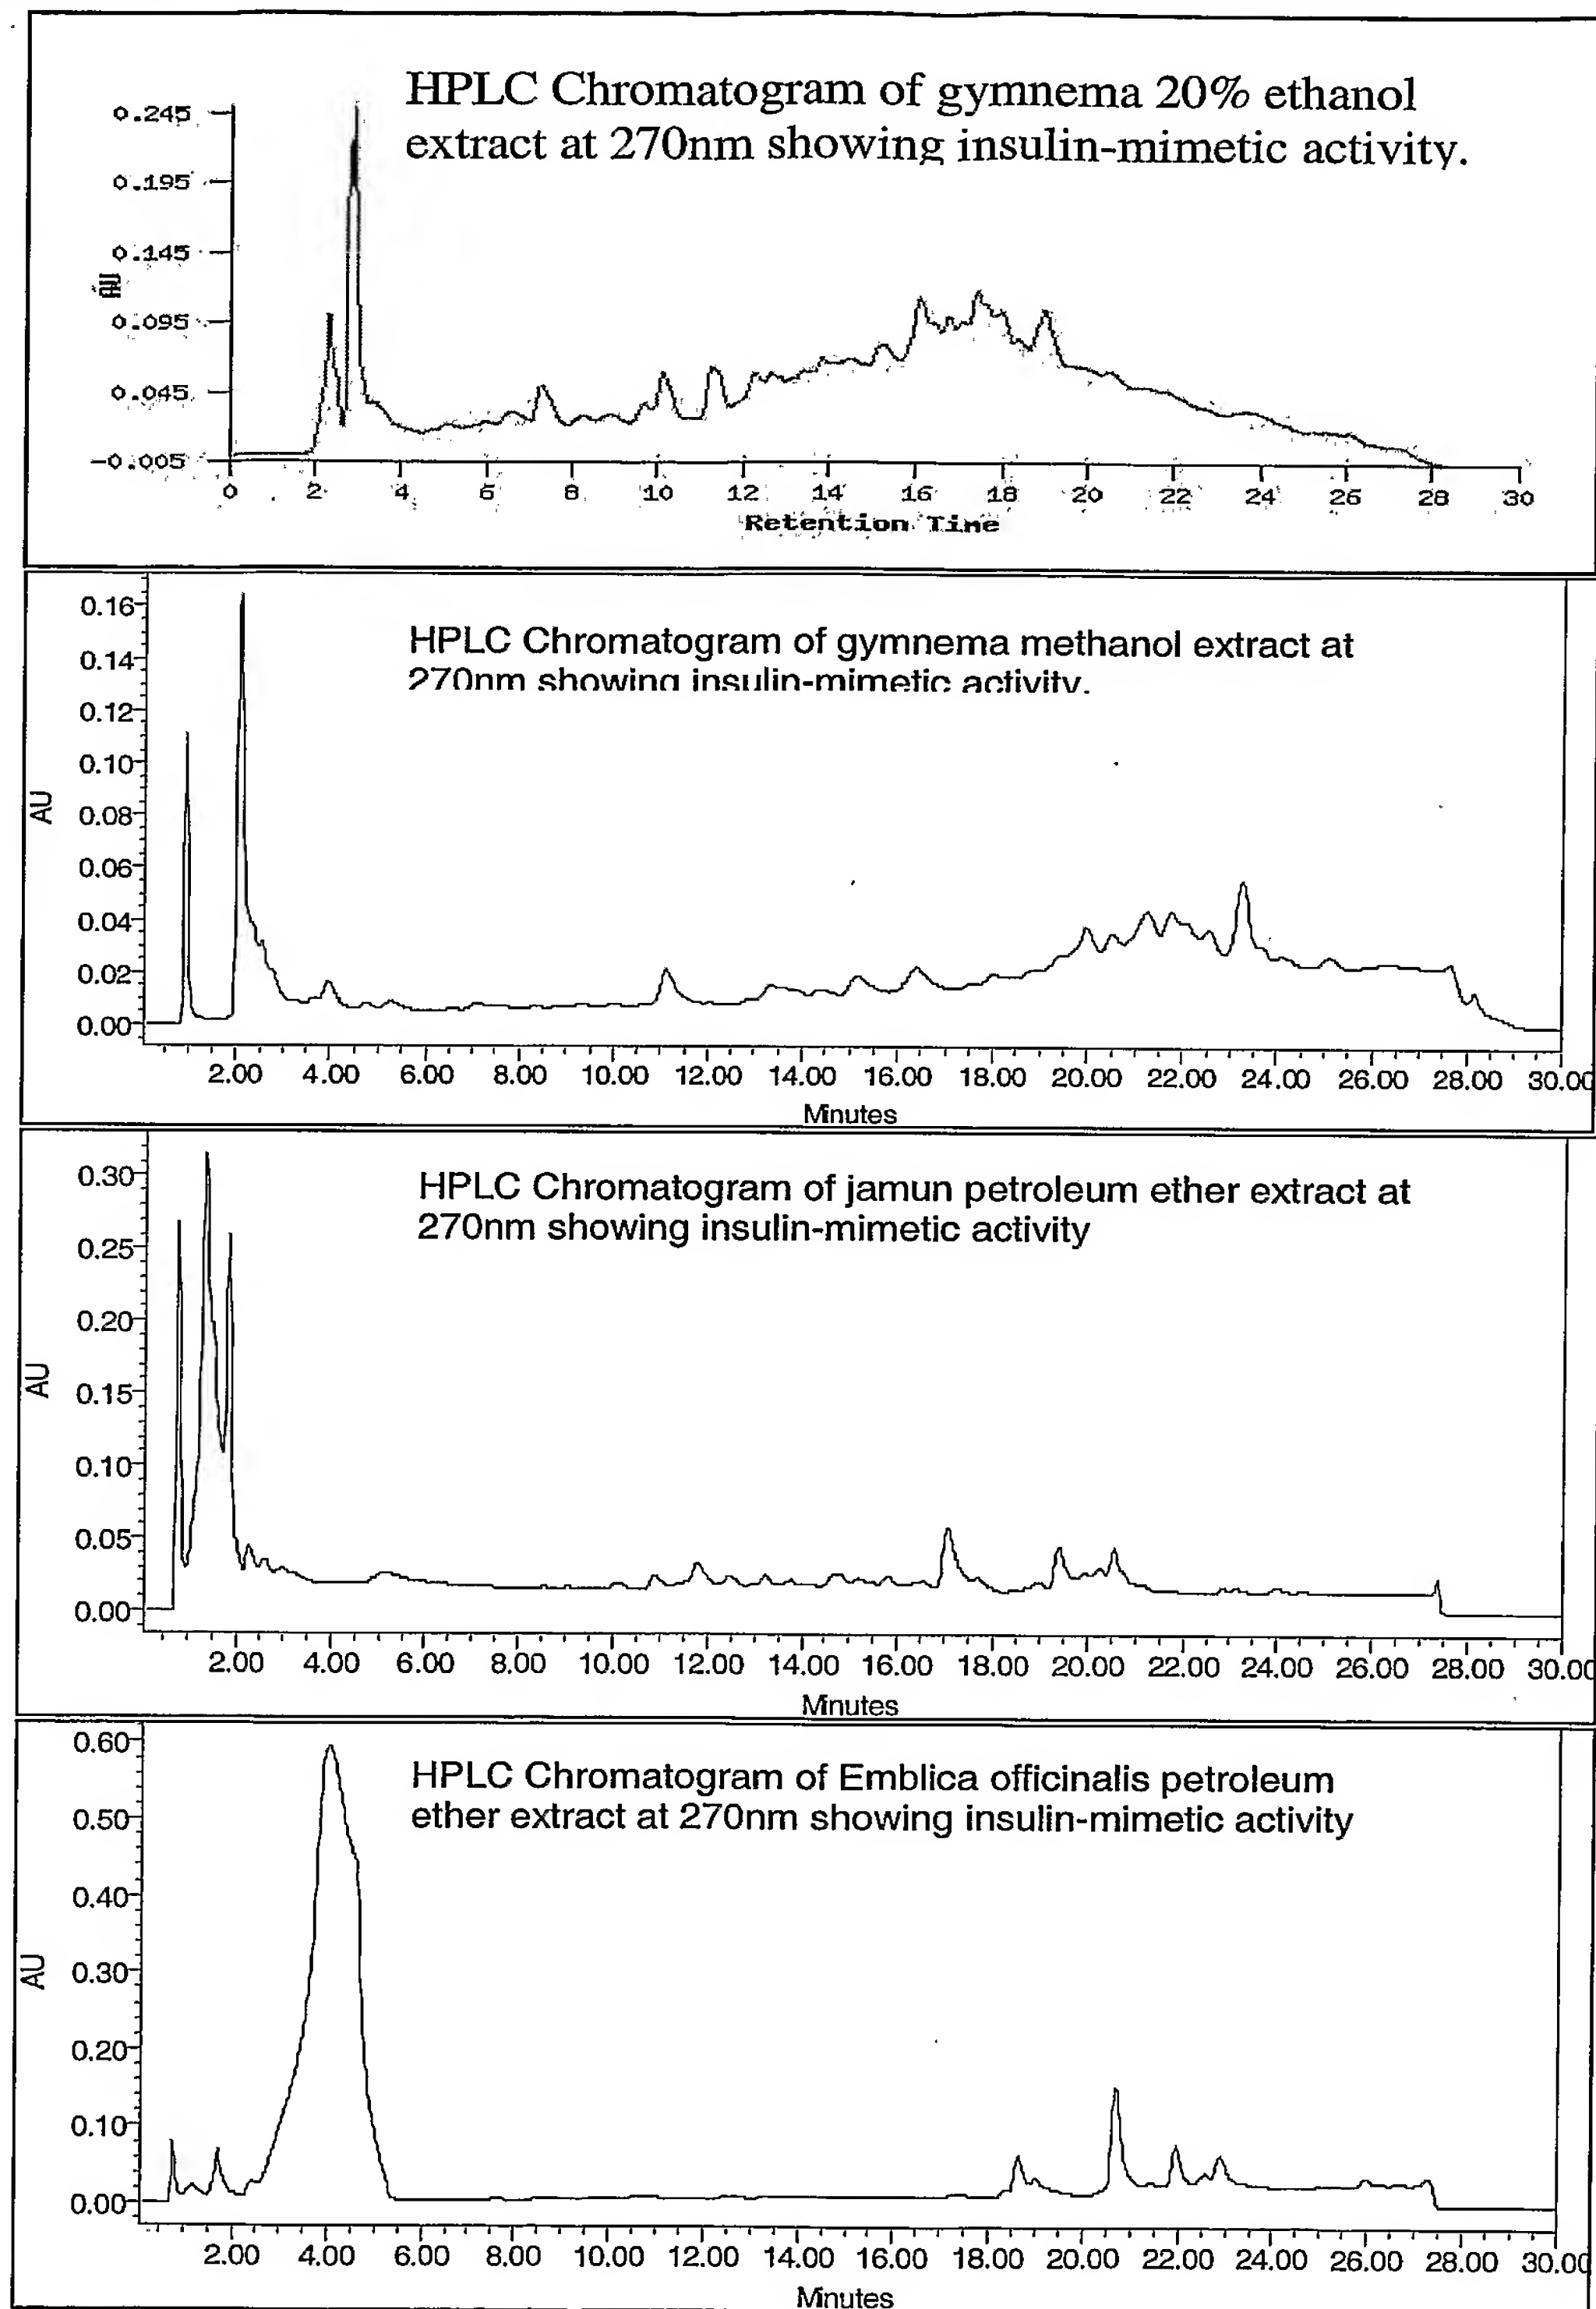 HPLC Chromatogram of gymnema 20% ethanol
extract at 270nm showing insulin-mimetic activity.
0.245
0.195
0.145
AU
0.095
0.045
-0.005
0 2 4 6 8 10 12 14 16 18 20 22 24 26 28 30
Retention Time
HPLC Chromatogram of gymnema methanol extract at
270nm showing insulin-mimetic activity.
0.16
0.14
0.12
0.10
AU
0.08
0.06
0.04
0.02
0.00
2.00 4.00 6.00 8.00 10.00 12.00 14.00 16.00 18.00 20.00 22.00 24.00 26.00 28.00 30.00
Minutes
HPLC Chromatogram of jamun petroleum ether extract at
270nm showing insulin-mimetic activity
0.30
0.25
0.20
AU
0.15
0.10
0.05
0.00
2.00 4.00 6.00 8.00 10.00 12.00 14.00 16.00 18.00 20.00 22.00 24.00 26.00 28.00 30.00
Minutes
HPLC Chromatogram of Emblica officinalis petroleum
ether extract at 270nm showing insulin-mimetic activity
0.60
0.50
0.40
AU
0.30
0.20
0.10
0.00
2.00 4.00 6.00 8.00 10.00 12.00 14.00 16.00 18.00 20.00 22.00 24.00 26.00 28.00 30.00
Minutes